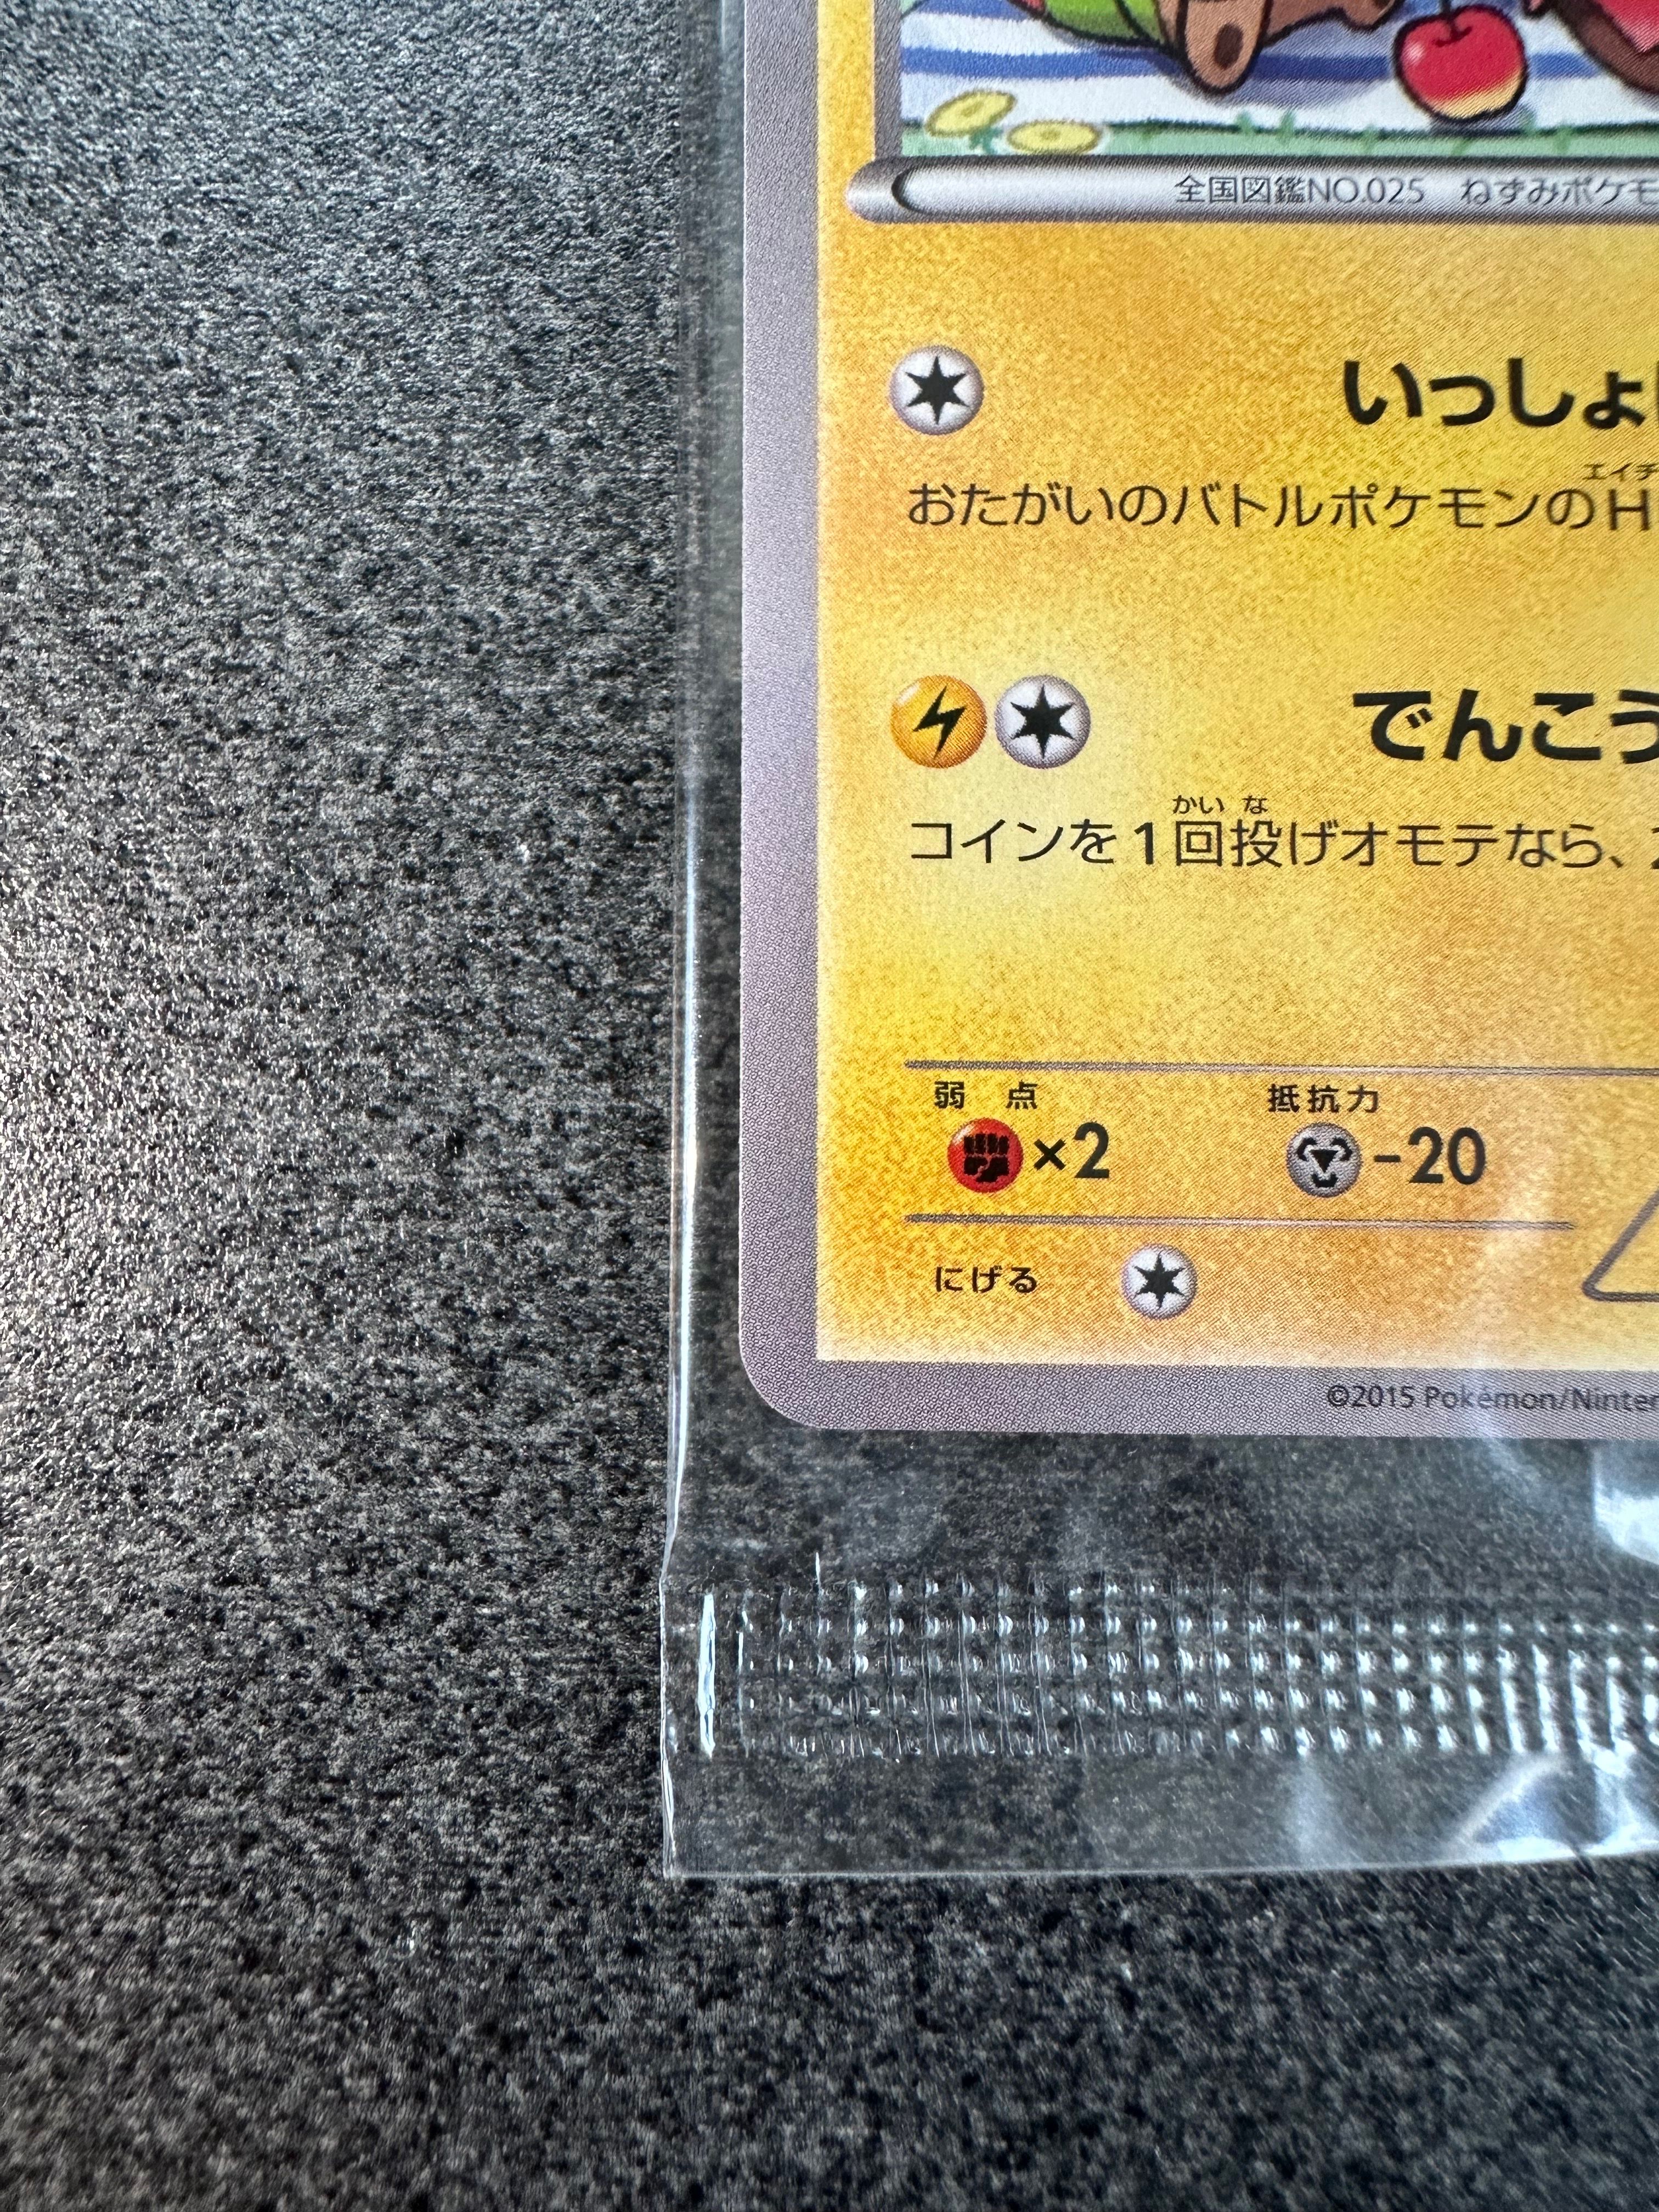 全国図鑑NO.025　ねずみポケモ
いっしょ
エイチ
おたがいのバトルポケモンのH
でんこう
かい な
コインを1回投げオモテなら、
弱点 抵抗力
×2 -20
にげる
©2015 Pokémon/Ninten